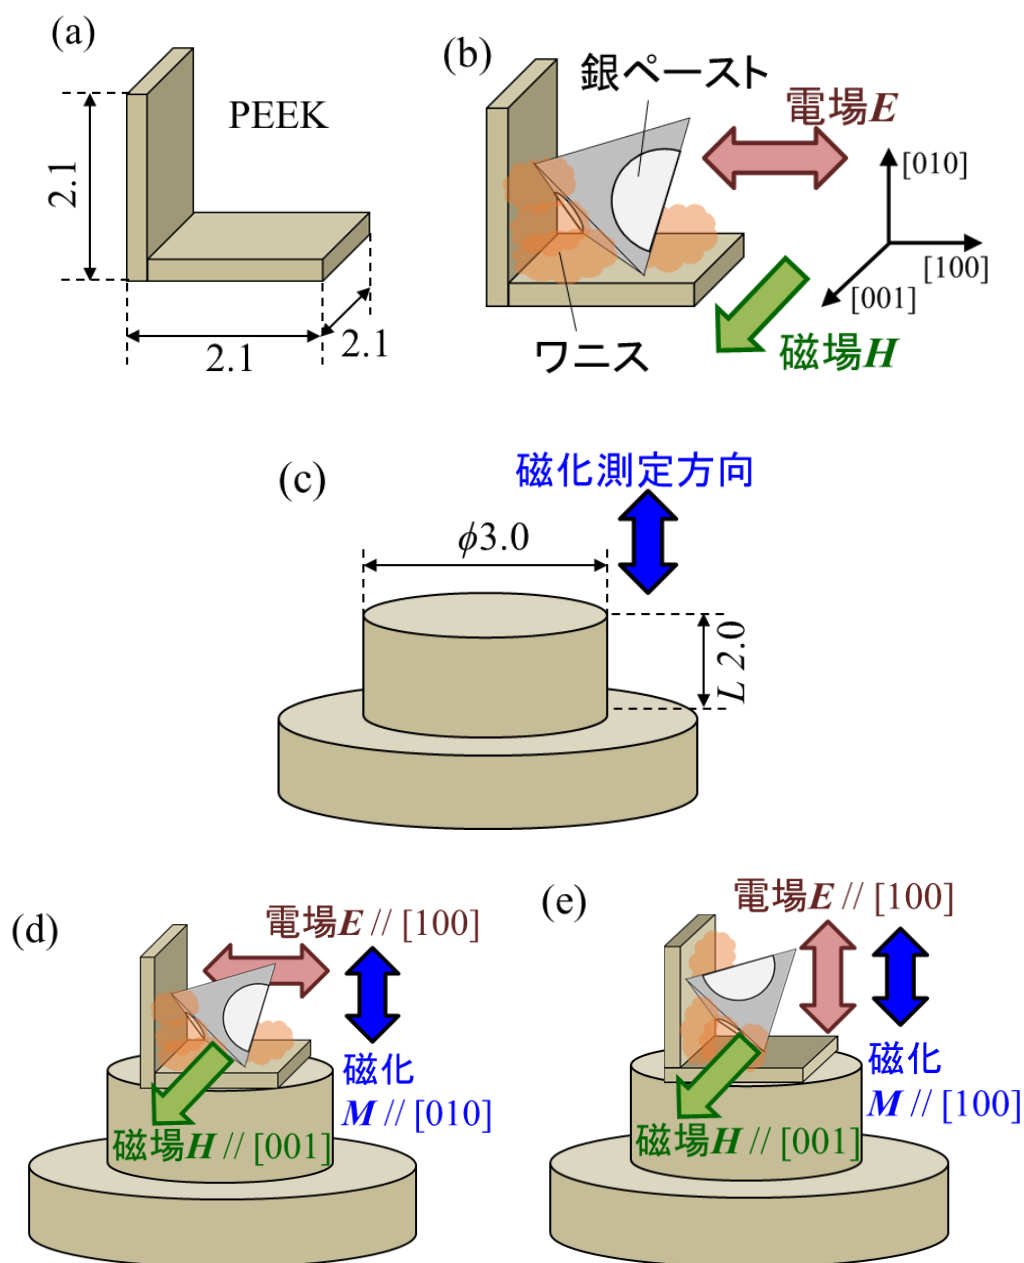 (a)
PEEK
2.1
2.1
2.1
(b)
銀ペースト
電場E
[010]
[100]
[001]
ワニス
磁場H
(c)
磁化測定方向
ϕ3.0
L 2.0
(d)
電場E // [100]
磁化
M // [010]
磁場H // [001]
(e)
電場E // [100]
磁化
M // [100]
磁場H // [001]